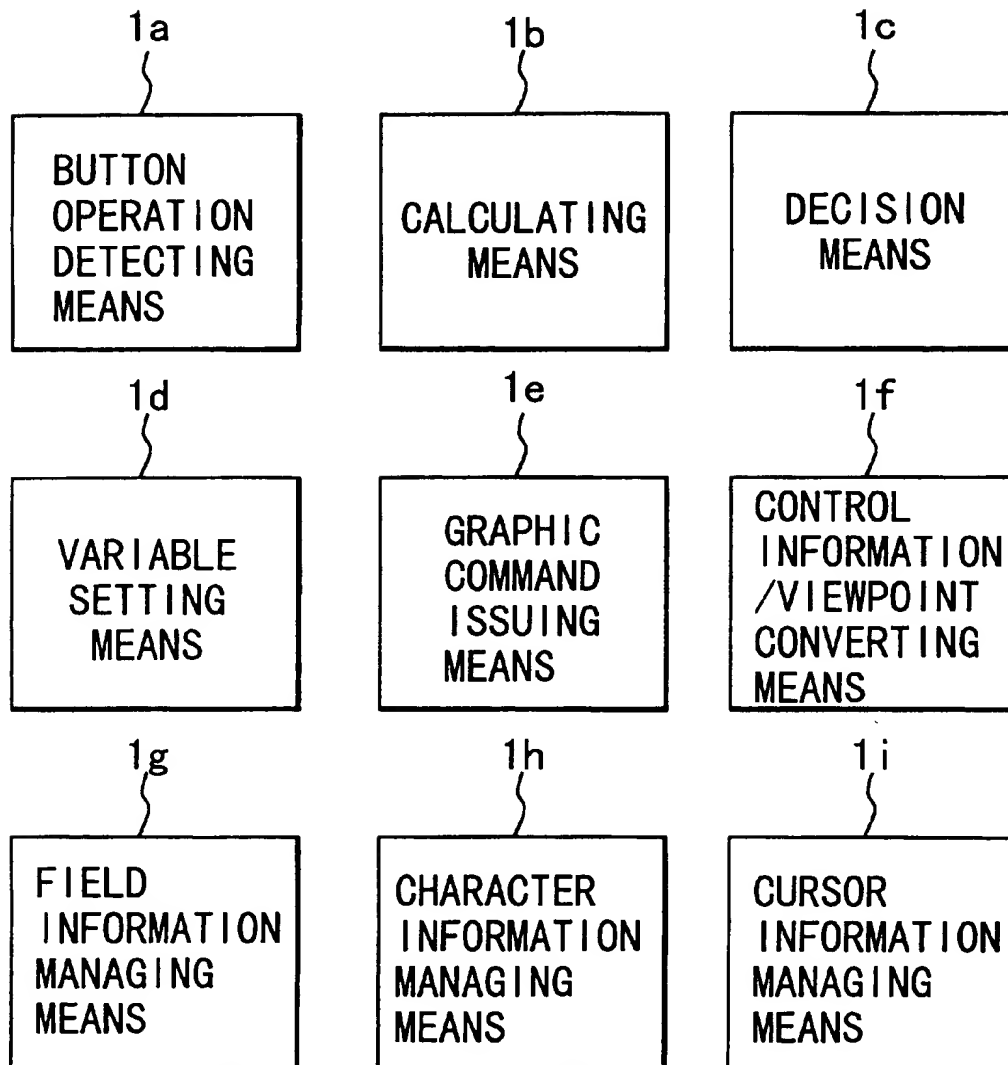 1a
BUTTON
OPERATION
DETECTING
MEANS
1b
CALCULATING
MEANS
1c
DECISION
MEANS
1d
VARIABLE
SETTING
MEANS
1e
GRAPHIC
COMMAND
ISSUING
MEANS
1f
CONTROL
INFORMATION
/VIEWPOINT
CONVERTING
MEANS
1g
FIELD
INFORMATION
MANAGING
MEANS
1h
CHARACTER
INFORMATION
MANAGING
MEANS
1i
CURSOR
INFORMATION
MANAGING
MEANS